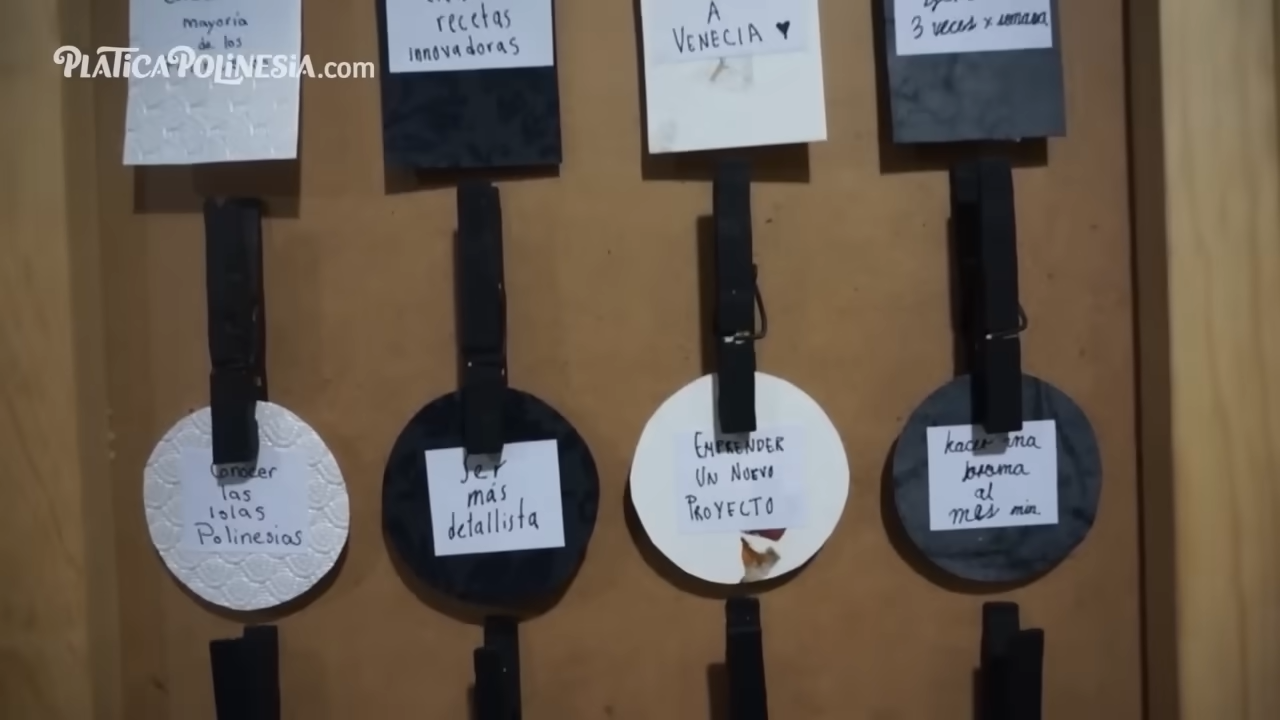 PLATICAPOLINESIA.com
mayoría
de los
recetas
innovadoras
A
VENECIA ♥
3 veces x semana
Conocer
las
Islas
Polinesias
Ser
más
detallista
EMPRENDER
UN NUEVO
PROYECTO
hacer una
broma
al
mes min.